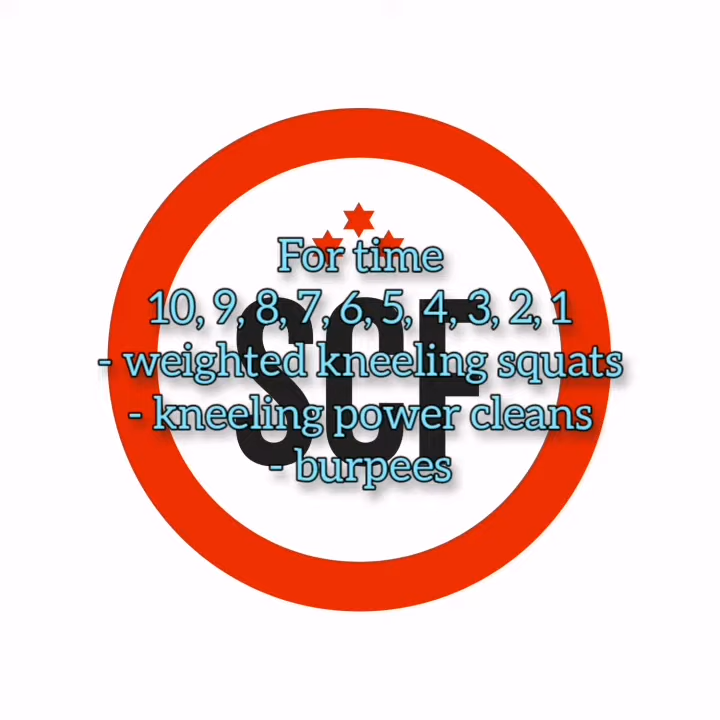 For time
10, 9, 8, 7, 6, 5, 4, 3, 2, 1
- weighted kneeling squats
- kneeling power cleans
- burpees
SCF